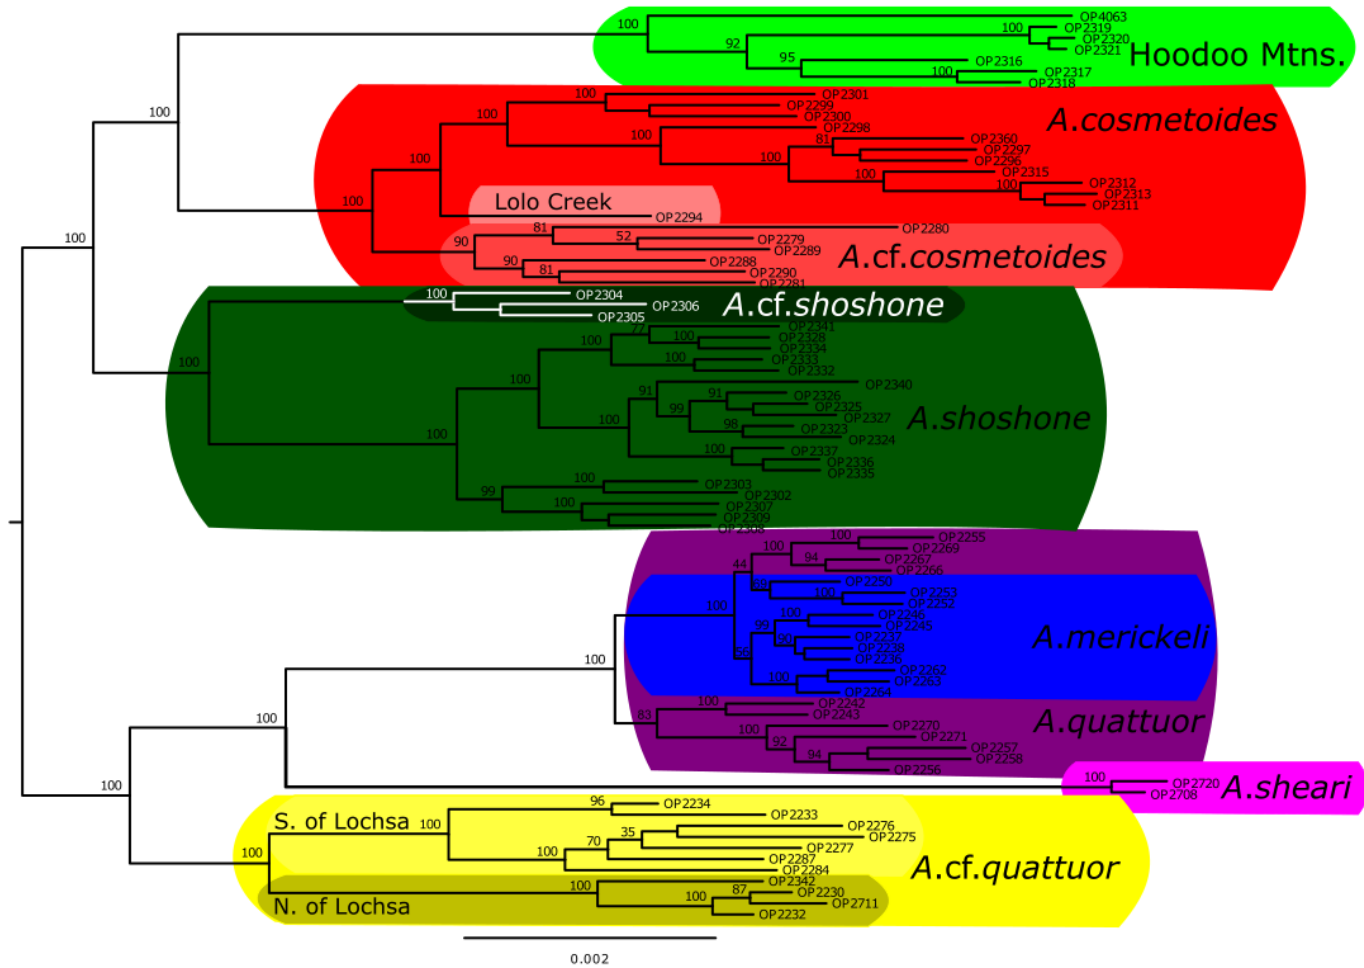 100
OP4063
100
OP2319
OP2320
OP2321
92
Hoodoo Mtns.
95
OP2316
100
OP2317
OP2318
100
100
OP2301
OP2299
OP2300
A.cosmetoides
100
OP2298
100
81
OP2360
OP2297
OP2296
100
100
100
OP2315
100
OP2312
OP2313
OP2311
100
Lolo Creek
OP2294
81
OP2280
90
52
OP2279
OP2289
A.cf.cosmetoides
90
OP2288
81
OP2290
OP2281
100
100
OP2304
OP2306
OP2305
A.cf.shoshone
77
OP2341
100
OP2328
OP2334
100
OP2333
OP2332
100
100
OP2340
91
91
OP2326
OP2325
99
OP2327
A.shoshone
100
98
OP2323
OP2324
100
100
OP2337
OP2336
OP2335
99
100
OP2303
OP2302
100
OP2307
OP2309
OP2308
100
OP2255
OP2269
100
94
OP2267
OP2266
44
89
OP2250
100
OP2253
OP2252
100
100
OP2246
OP2245
99
90
OP2237
OP2238
OP2236
A.merickeli
56
100
OP2262
OP2263
OP2264
100
83
100
OP2242
OP2243
A.quattuor
100
OP2270
92
OP2271
94
OP2257
OP2258
OP2256
100
100
OP2720
OP2708
A.sheari
100
S. of Lochsa
100
96
OP2234
OP2233
35
OP2276
OP2275
70
OP2277
100
OP2287
OP2284
100
A.cf.quattuor
N. of Lochsa
100
OP2342
87
OP2230
100
OP2711
OP2232
0.002